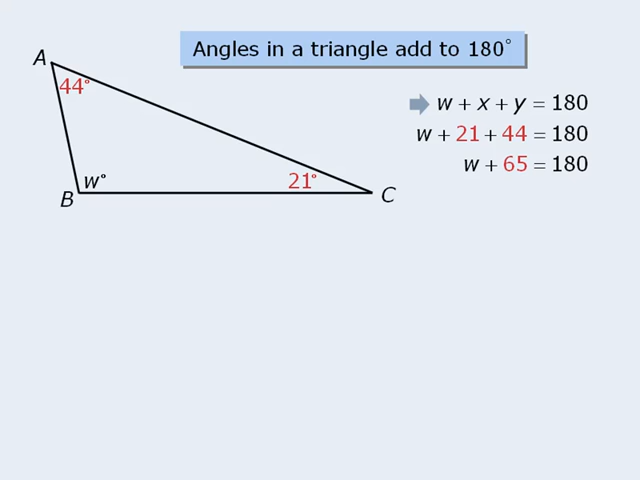 Angles in a triangle add to 180°
A
44°
w + x + y = 180
w + 21 + 44 = 180
w + 65 = 180
w°
21°
B
C